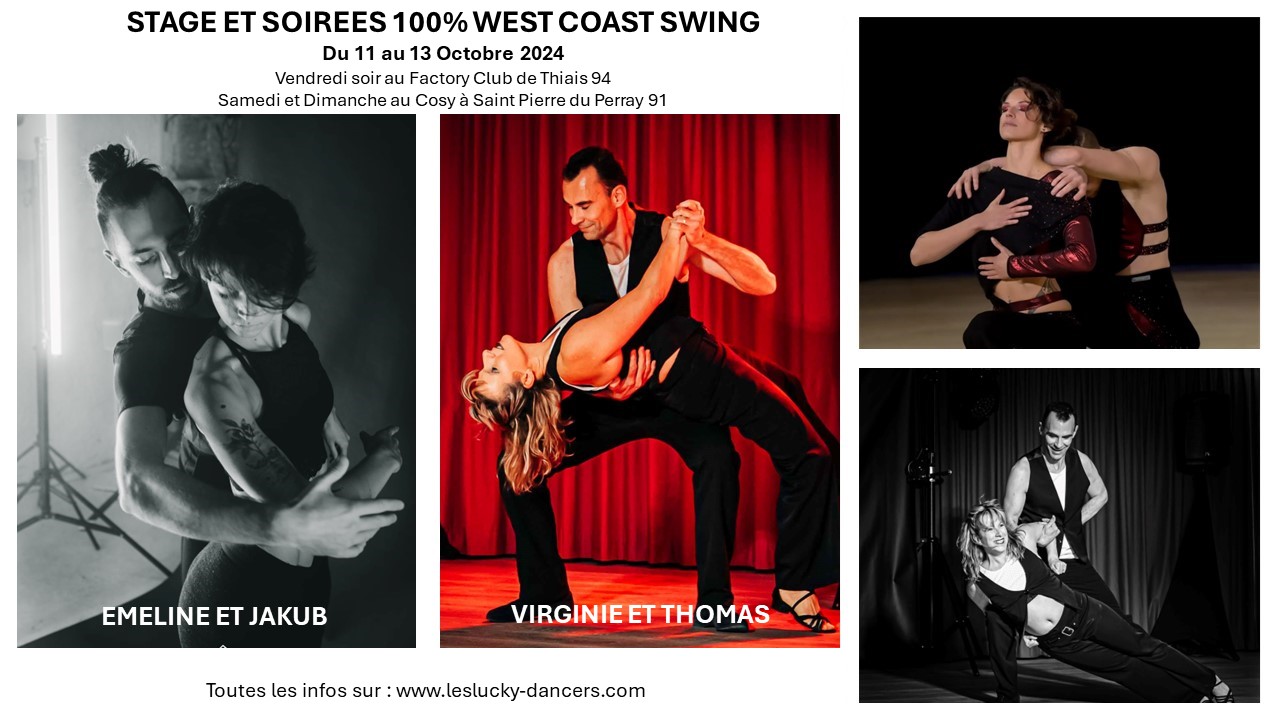 STAGE ET SOIREES 100% WEST COAST SWING
Du 11 au 13 Octobre 2024
Vendredi soir au Factory Club de Thiais 94
Samedi et Dimanche au Cosy à Saint Pierre du Perray 91
EMELINE ET JAKUB
VIRGINIE ET THOMAS
Toutes les infos sur : www.leslucky-dancers.com